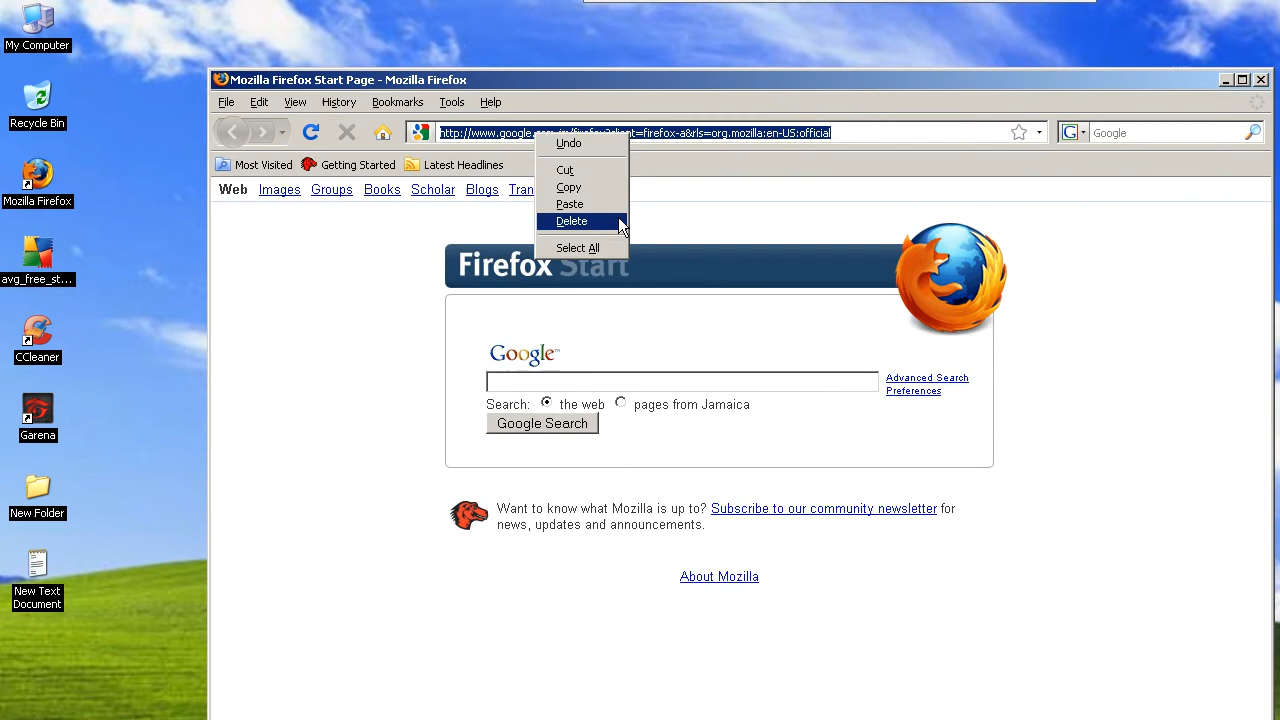 My Computer
Recycle Bin
Mozilla Firefox
avg_free_st...
CCleaner
Garena
New Folder
New Text
Document
Mozilla Firefox Start Page - Mozilla Firefox
File Edit View History Bookmarks Tools Help
http://www.google. firefox-a&rls=org.mozilla:en-US:official
G Google
Most Visited Getting Started Latest Headlines
Web Images Groups Books Scholar Blogs Tran
Undo
Cut
Copy
Paste
Delete
Select All
Firefox Start
Google™
Advanced Search
Preferences
Search: the web pages from Jamaica
Google Search
Want to know what Mozilla is up to? Subscribe to our community newsletter for
news, updates and announcements.
About Mozilla